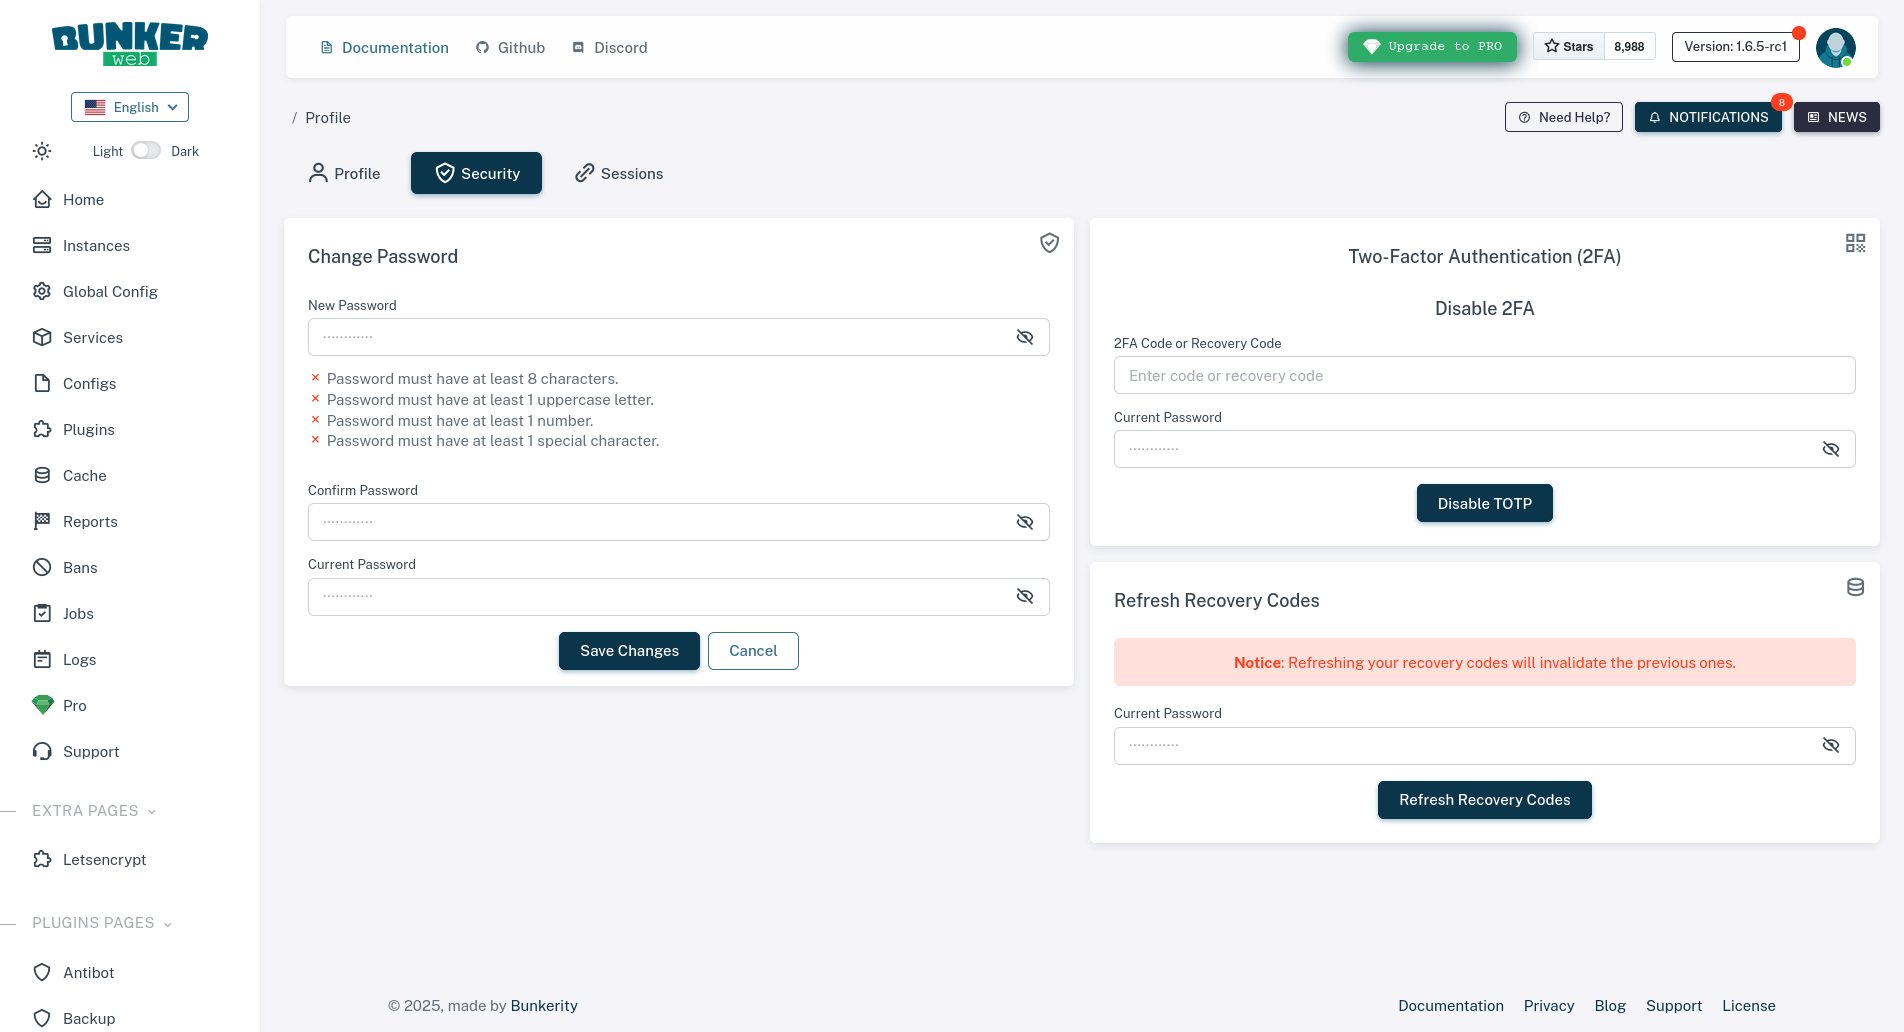 BUNKER
web
English
Light
Dark
Home
Instances
Global Config
Services
Configs
Plugins
Cache
Reports
Bans
Jobs
Logs
Pro
Support
EXTRA PAGES
Letsencrypt
PLUGINS PAGES
Antibot
Backup
Documentation
Github
Discord
Upgrade to PRO
Stars
8,988
Version: 1.6.5-rc1
/ Profile
Need Help?
NOTIFICATIONS
8
NEWS
Profile
Security
Sessions
Change Password
New Password
············
× Password must have at least 8 characters.
× Password must have at least 1 uppercase letter.
× Password must have at least 1 number.
× Password must have at least 1 special character.
Confirm Password
············
Current Password
············
Save Changes
Cancel
Two-Factor Authentication (2FA)
Disable 2FA
2FA Code or Recovery Code
Enter code or recovery code
Current Password
············
Disable TOTP
Refresh Recovery Codes
Notice: Refreshing your recovery codes will invalidate the previous ones.
Current Password
············
Refresh Recovery Codes
© 2025, made by Bunkerity
Documentation
Privacy
Blog
Support
License